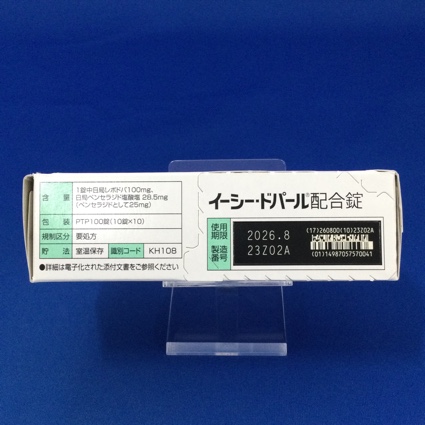 含量
1錠中日局レボドパ100mg、
日局ベンセラジド塩酸塩 28.5mg
(ベンセラジドとして25mg)
包装 PTP100錠(10錠×10)
規制区分 要処方
貯法 室温保存 識別コード KH108
●詳細は電子化された添付文書をご参照ください
イーシー・ドパール®配合錠
使用期限 2026.8
製造番号 23Z02A
(17)260800(10)23Z02A
(01)14987057570041